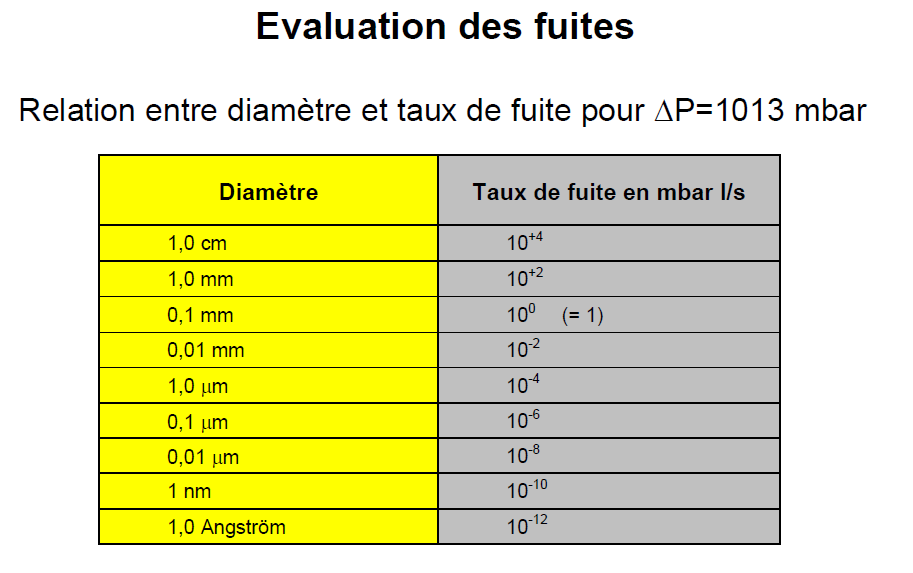 Evaluation des fuites
Relation entre diamètre et taux de fuite pour ΔP=1013 mbar
Diamètre Taux de fuite en mbar l/s
1,0 cm 10⁺⁴
1,0 mm 10⁺²
0,1 mm 10⁰ (= 1)
0,01 mm 10⁻²
1,0 μm 10⁻⁴
0,1 μm 10⁻⁶
0,01 μm 10⁻⁸
1 nm 10⁻¹⁰
1,0 Angström 10⁻¹²